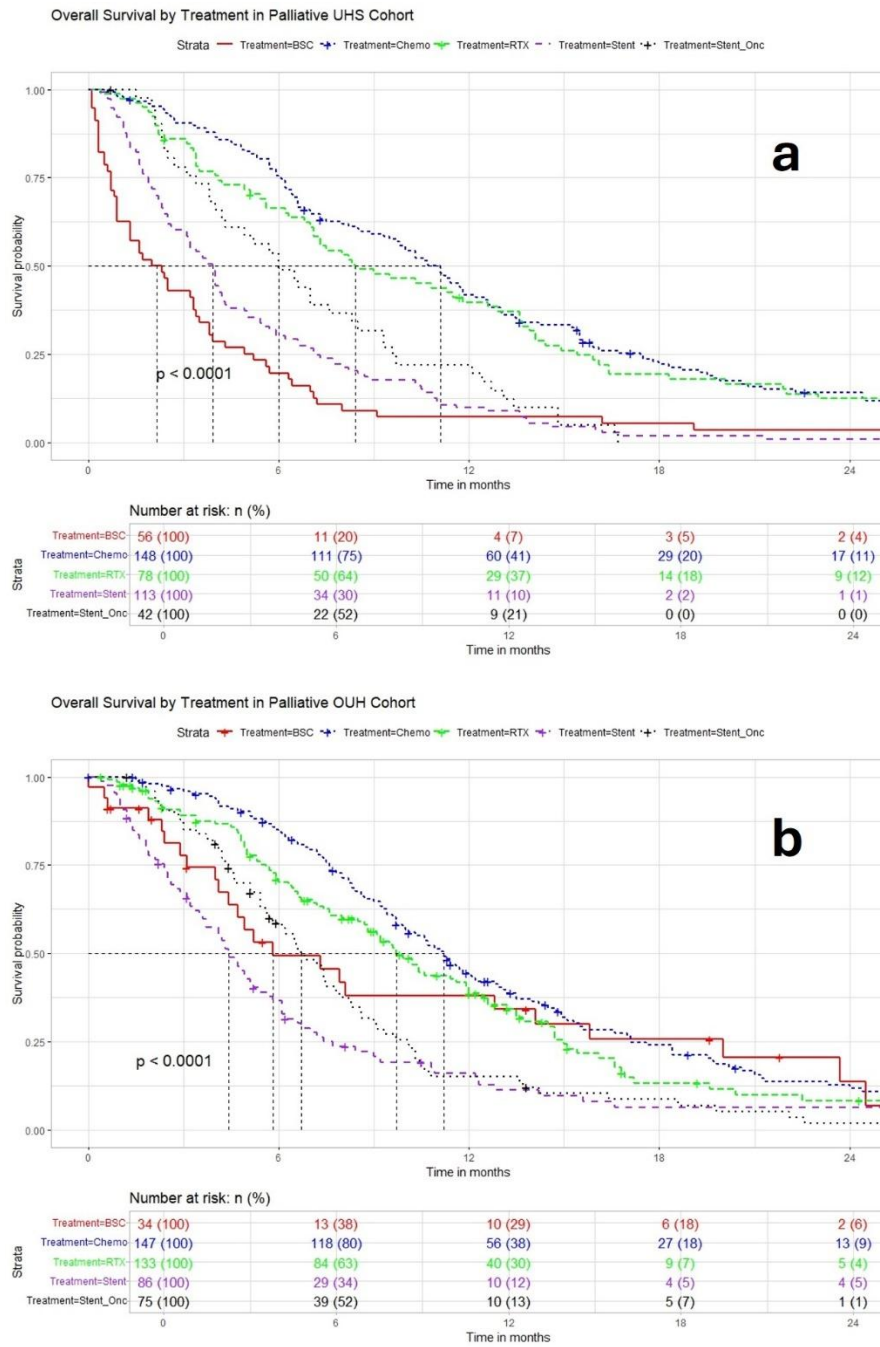 Overall Survival by Treatment in Palliative UHS Cohort
Strata Treatment=BSC Treatment=Chemo Treatment=RTX Treatment=Stent Treatment=Stent_Onc
a
1.00
0.75
0.50
0.25
0.00
Survival probability
p < 0.0001
0 6 12 18 24
Time in months
Number at risk: n (%)
Strata
Treatment=BSC 56 (100) 11 (20) 4 (7) 3 (5) 2 (4)
Treatment=Chemo 148 (100) 111 (75) 60 (41) 29 (20) 17 (11)
Treatment=RTX 78 (100) 50 (64) 29 (37) 14 (18) 9 (12)
Treatment=Stent 113 (100) 34 (30) 11 (10) 2 (2) 1 (1)
Treatment=Stent_Onc 42 (100) 22 (52) 9 (21) 0 (0) 0 (0)
0 6 12 18 24
Time in months
Overall Survival by Treatment in Palliative OUH Cohort
Strata Treatment=BSC Treatment=Chemo Treatment=RTX Treatment=Stent Treatment=Stent_Onc
b
1.00
0.75
0.50
0.25
0.00
Survival probability
p < 0.0001
0 6 12 18 24
Time in months
Number at risk: n (%)
Strata
Treatment=BSC 34 (100) 13 (38) 10 (29) 6 (18) 2 (6)
Treatment=Chemo 147 (100) 118 (80) 56 (38) 27 (18) 13 (9)
Treatment=RTX 133 (100) 84 (63) 40 (30) 9 (7) 5 (4)
Treatment=Stent 86 (100) 29 (34) 10 (12) 4 (5) 4 (5)
Treatment=Stent_Onc 75 (100) 39 (52) 10 (13) 5 (7) 1 (1)
0 6 12 18 24
Time in months